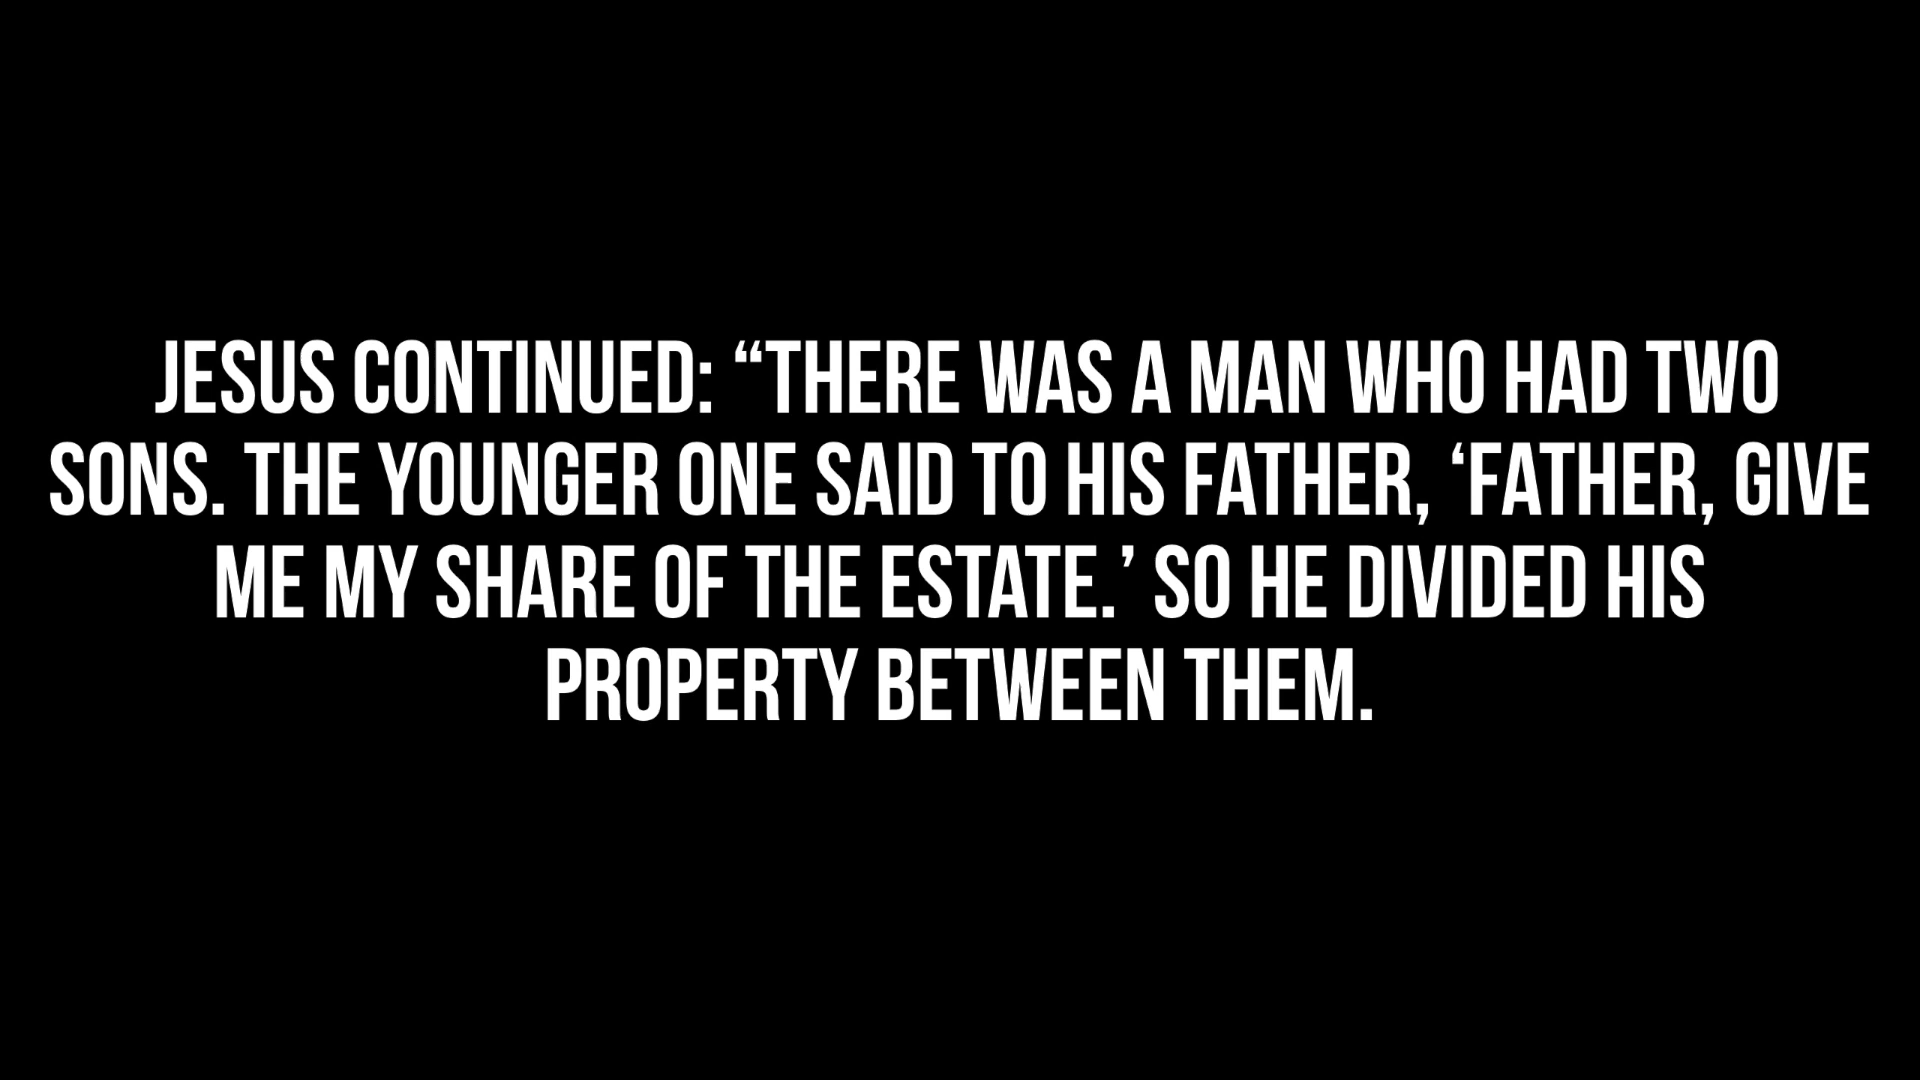 JESUS CONTINUED: “THERE WAS A MAN WHO HAD TWO
SONS. THE YOUNGER ONE SAID TO HIS FATHER, ‘FATHER, GIVE
ME MY SHARE OF THE ESTATE.’ SO HE DIVIDED HIS
PROPERTY BETWEEN THEM.